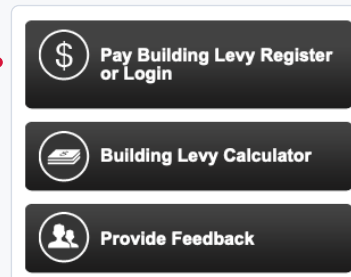 $ Pay Building Levy Register
or Login
Building Levy Calculator
Provide Feedback